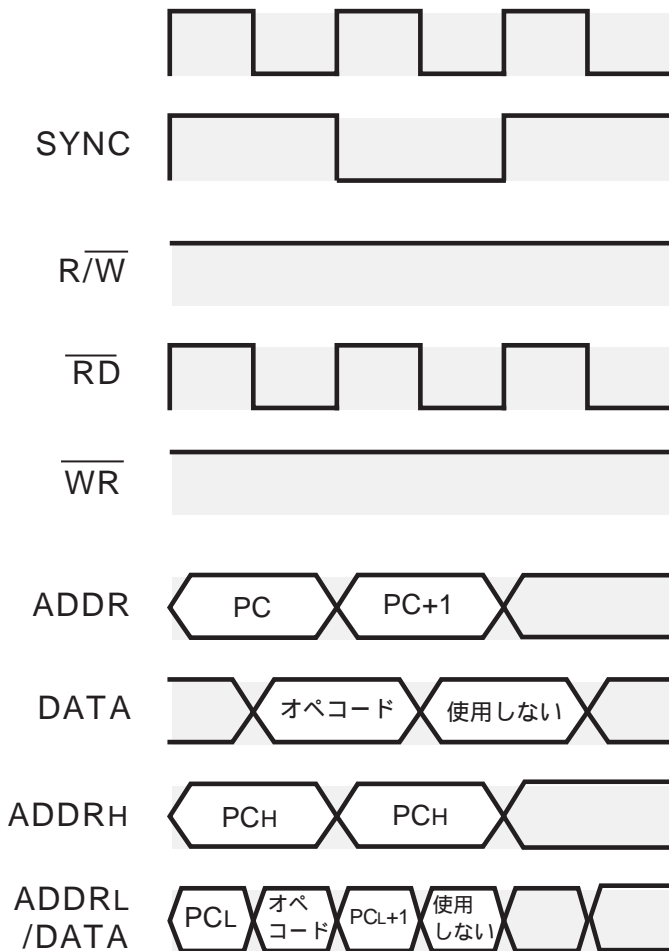 SYNC
R/W
RD
WR
ADDR
PC
PC+1
DATA
オペコード
使用しない
ADDRH
PCH
PCH
ADDRL
/DATA
PCL
オペ
コード
PCL+1
使用
しない